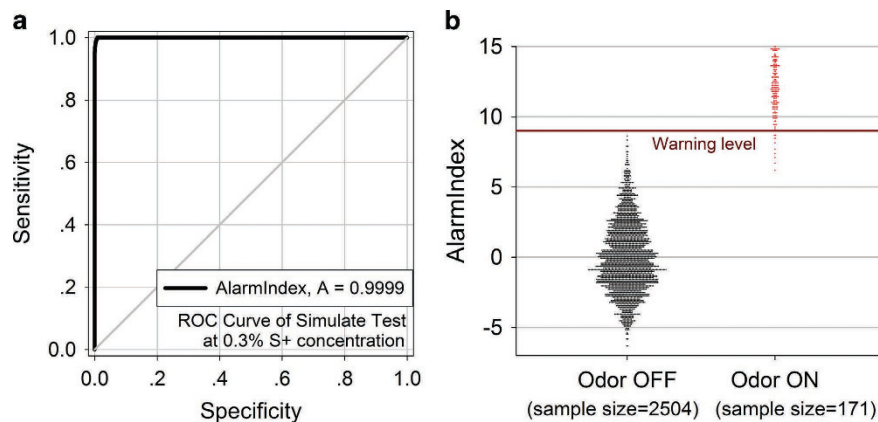 a
Sensitivity
1.0
.8
.6
.4
.2
0.0
AlarmIndex, A = 0.9999
ROC Curve of Simulate Test
at 0.3% S+ concentration
0.0 .2 .4 .6 .8 1.0
Specificity
b
AlarmIndex
15
10
5
0
-5
Warning level
Odor OFF Odor ON
(sample size=2504) (sample size=171)